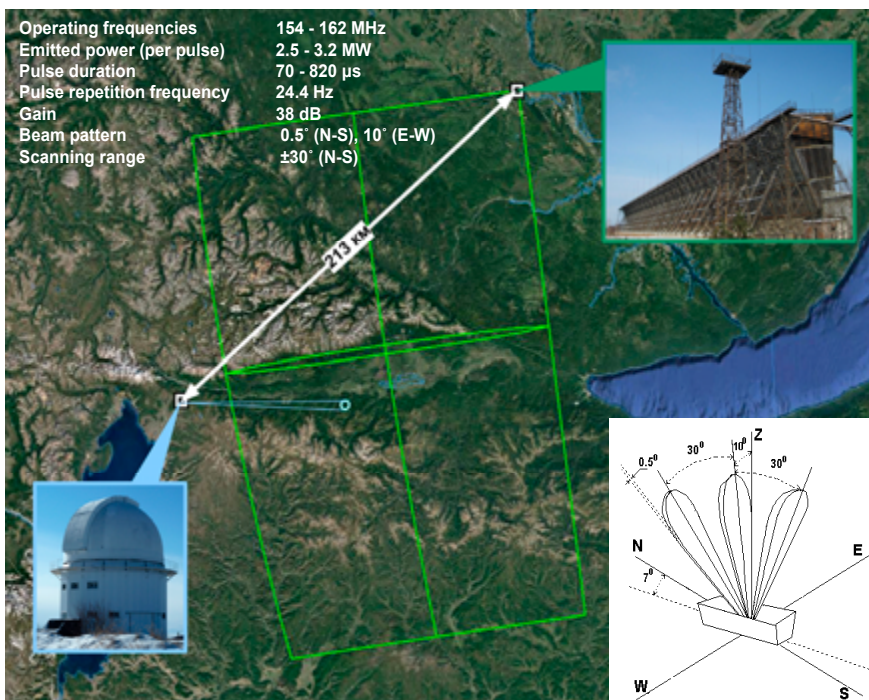 Operating frequencies 154 - 162 MHz
Emitted power (per pulse) 2.5 - 3.2 MW
Pulse duration 70 - 820 µs
Pulse repetition frequency 24.4 Hz
Gain 38 dB
Beam pattern 0.5˚ (N-S), 10˚ (E-W)
Scanning range ±30˚ (N-S)
213 км
Z
10⁰
30⁰
30⁰
0.5⁰
N
E
7⁰
W
S